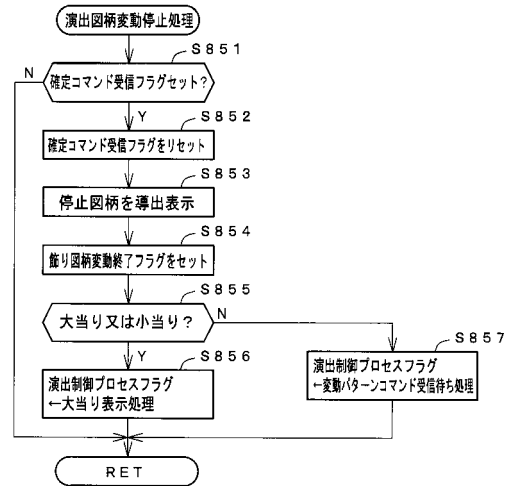 演出図柄変動停止処理
S851
N
確定コマンド受信フラグセット?
Y
S852
確定コマンド受信フラグをリセット
S853
停止図柄を導出表示
S854
飾り図柄変動終了フラグをセット
S855
大当り又は小当り?
N
Y
S856
S857
演出制御プロセスフラグ
←大当り表示処理
演出制御プロセスフラグ
←変動パターンコマンド受信待ち処理
RET